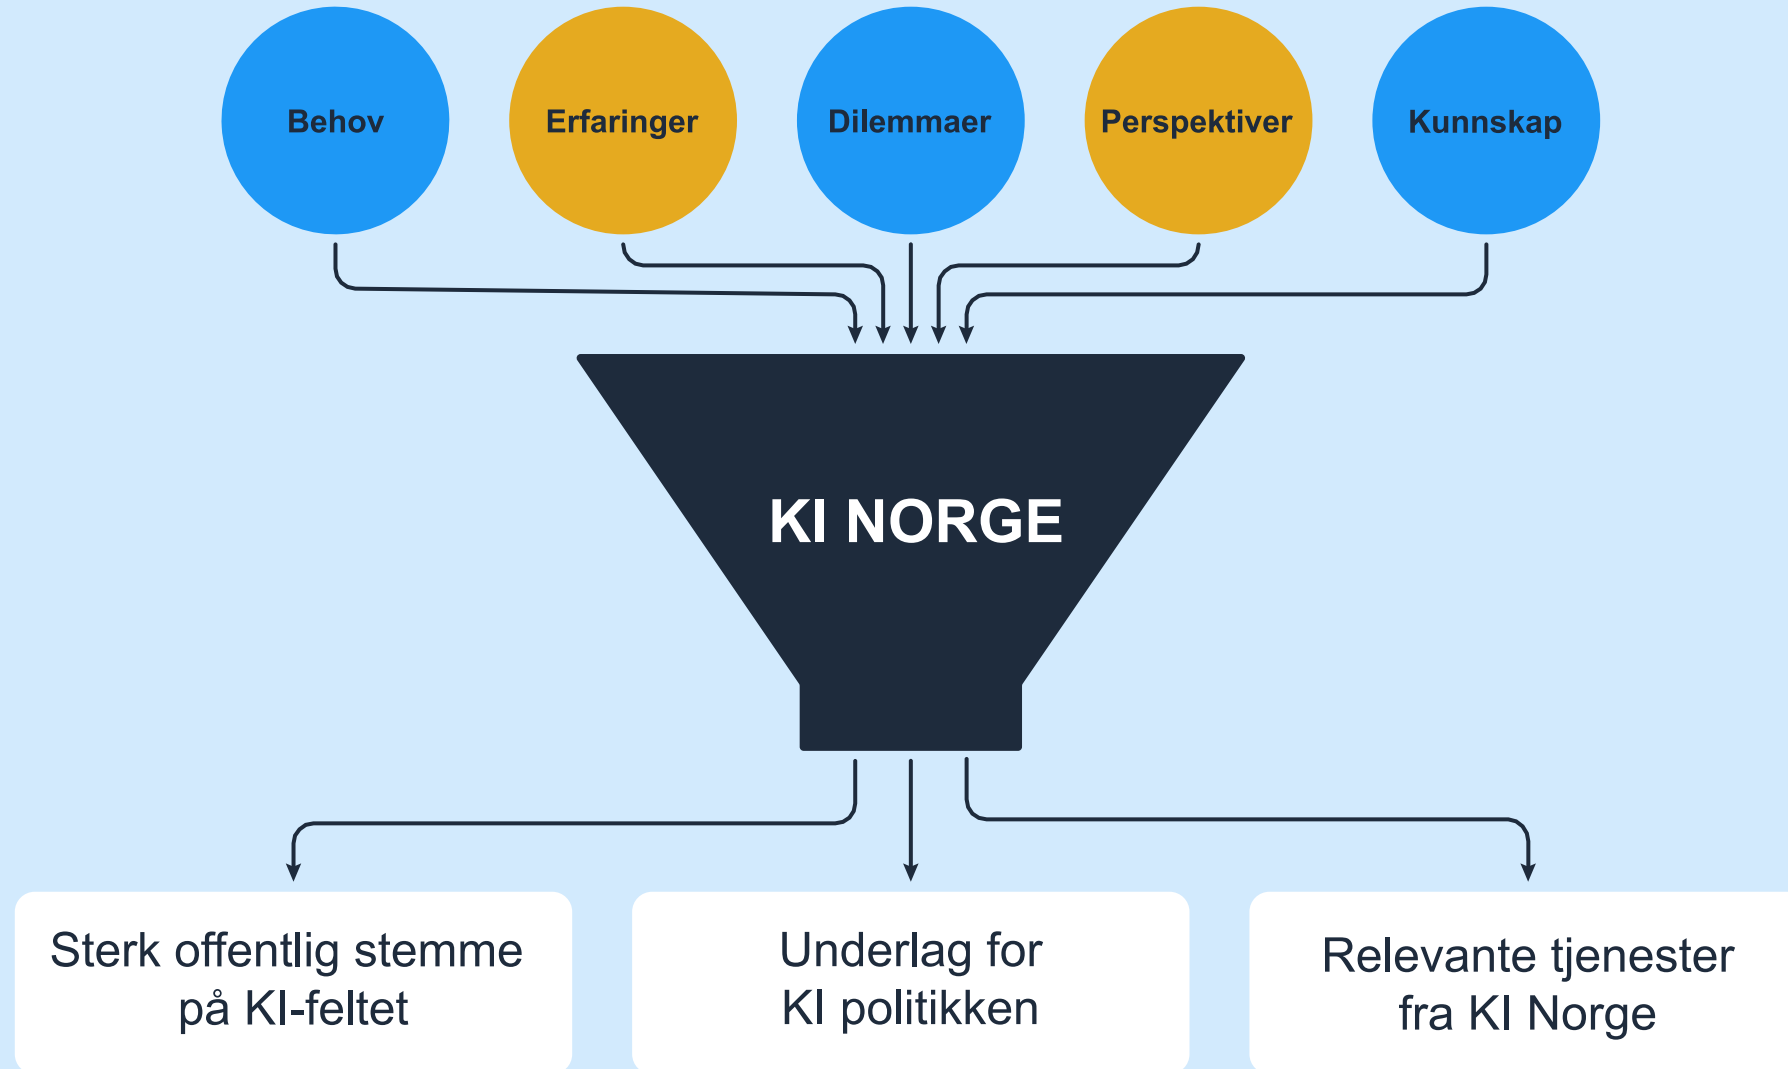 Behov
Erfaringer
Dilemmaer
Perspektiver
Kunnskap
KI NORGE
Sterk offentlig stemme
på KI-feltet
Underlag for
KI politikken
Relevante tjenester
fra KI Norge